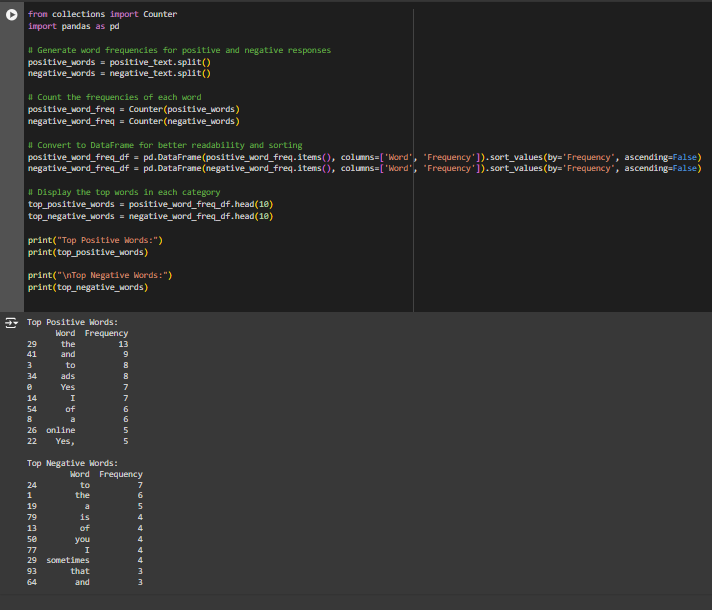 from collections import Counter
import pandas as pd
# Generate word frequencies for positive and negative responses
positive_words = positive_text.split()
negative_words = negative_text.split()
# Count the frequencies of each word
positive_word_freq = Counter(positive_words)
negative_word_freq = Counter(negative_words)
# Convert to DataFrame for better readability and sorting
positive_word_freq_df = pd.DataFrame(positive_word_freq.items(), columns=['Word', 'Frequency']).sort_values(by='Frequency', ascending=False)
negative_word_freq_df = pd.DataFrame(negative_word_freq.items(), columns=['Word', 'Frequency']).sort_values(by='Frequency', ascending=False)
# Display the top words in each category
top_positive_words = positive_word_freq_df.head(10)
top_negative_words = negative_word_freq_df.head(10)
print("Top Positive Words:")
print(top_positive_words)
print("\nTop Negative Words:")
print(top_negative_words)
Top Positive Words:
Word Frequency
29 the 13
41 and 9
3 to 8
34 ads 8
0 Yes 7
14 I 7
54 of 6
8 a 6
26 online 5
22 Yes, 5
Top Negative Words:
Word Frequency
24 to 7
1 the 6
19 a 5
79 is 4
13 of 4
50 you 4
77 I 4
29 sometimes 4
93 that 3
64 and 3